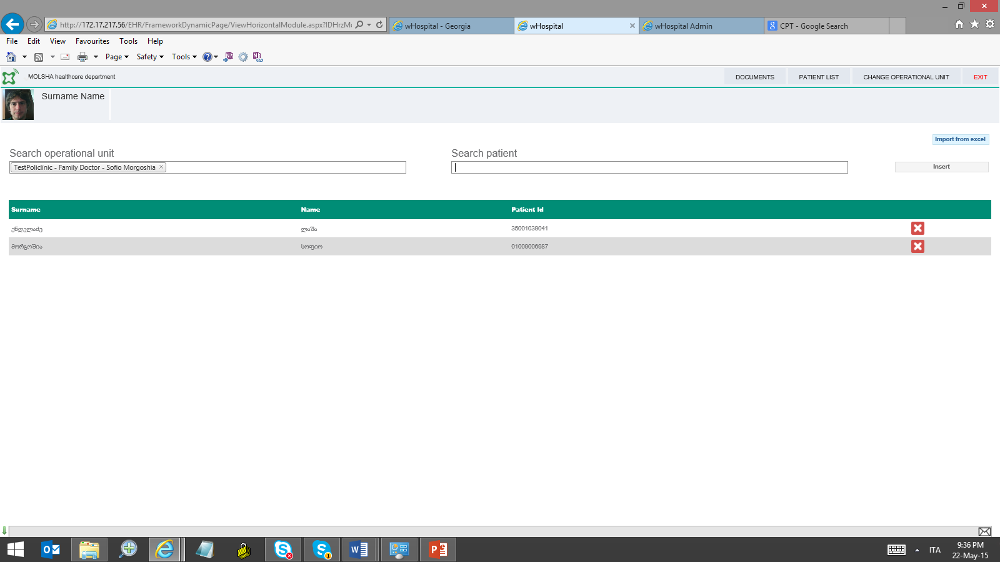 http://172.17.217.56/EHR/FrameworkDynamicPage/ViewHorizontalModule.aspx?IDHrzM
wHospital - Georgia
wHospital
wHospital Admin
CPT - Google Search
File Edit View Favourites Tools Help
Page Safety Tools
MOLSHA healthcare department
DOCUMENTS
PATIENT LIST
CHANGE OPERATIONAL UNIT
EXIT
Surname Name
Import from excel
Search operational unit
Search patient
TestPoliclinic - Family Doctor - Sofio Morgoshia ×
Insert
Surname Name Patient Id
ენდელაძე ლაშა 35001039041
მორგოშია სოფიო 01009006987
ITA
9:36 PM
22-May-15